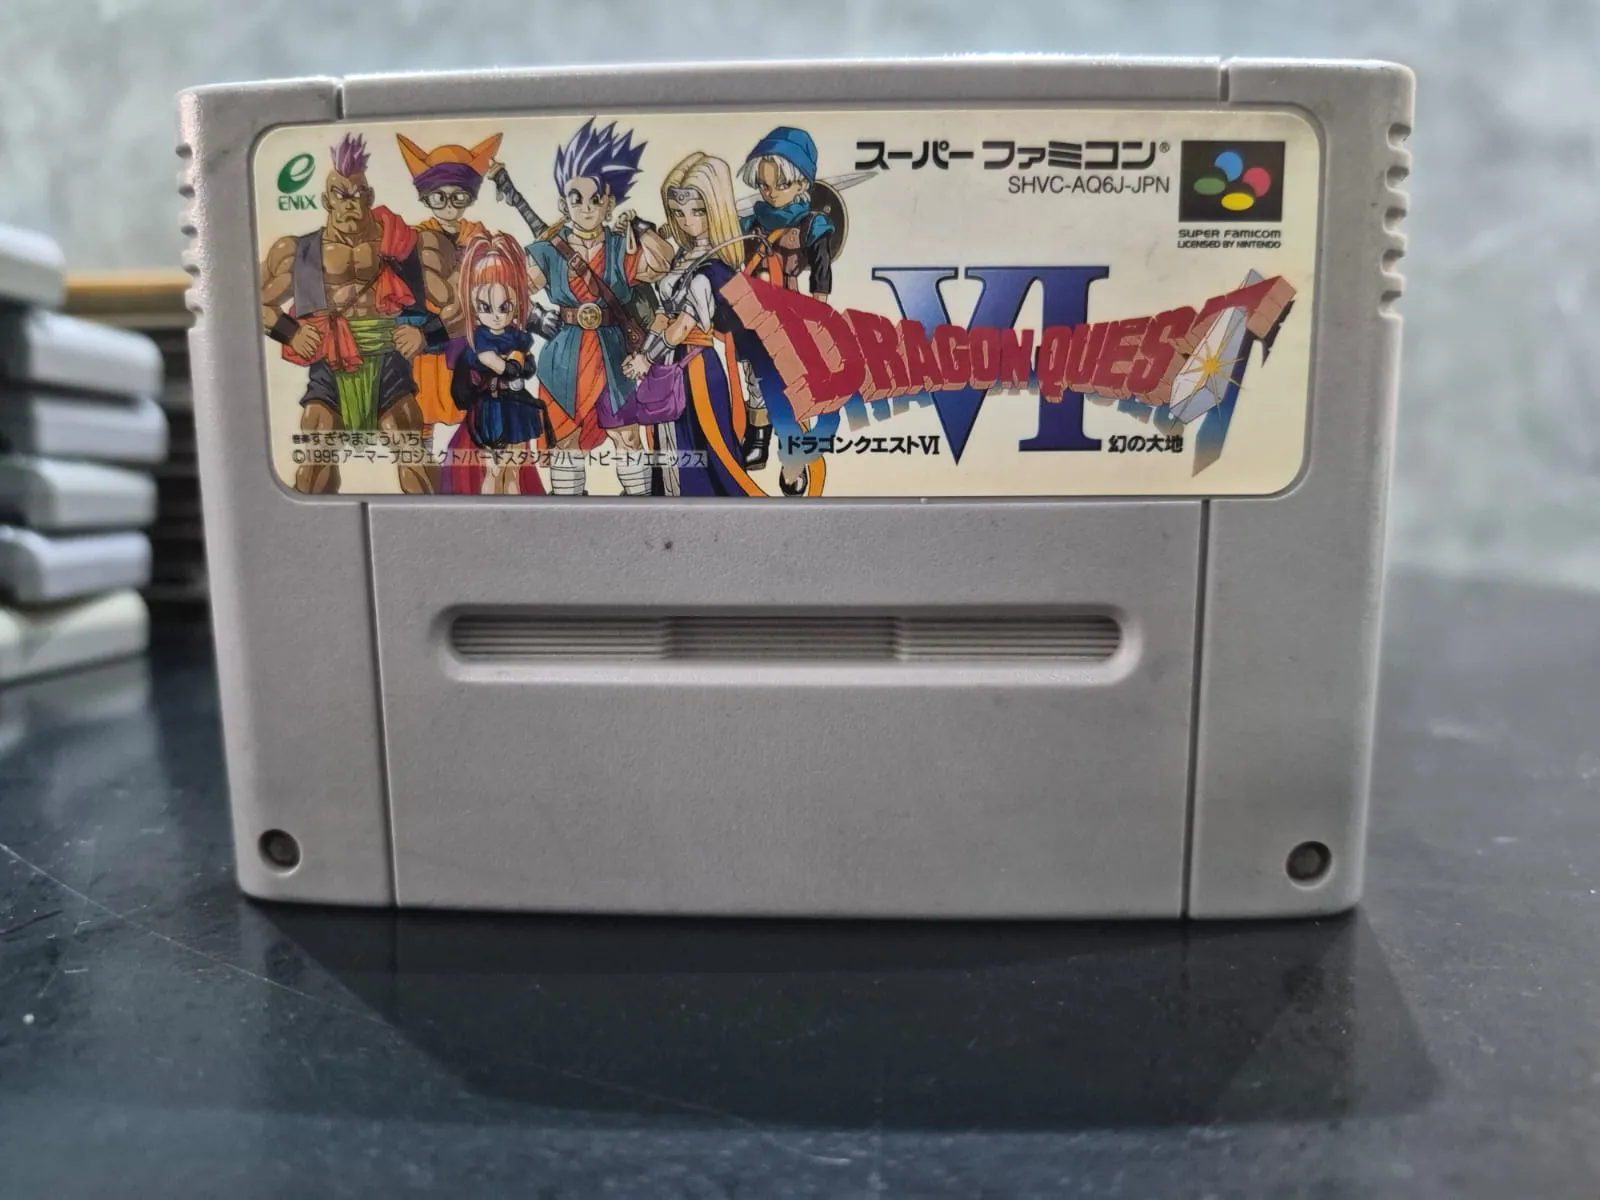 ENIX
スーパー ファミコン®
SHVC-AQ6J-JPN
SUPER FAMICOM
LICENSED BY NINTENDO
VI
DRAGON QUEST
ドラゴンクエストVI 幻の大地
音楽すぎやまこういち
©1995 アーマープロジェクト/バードスタジオ/ハートビート/エニックス